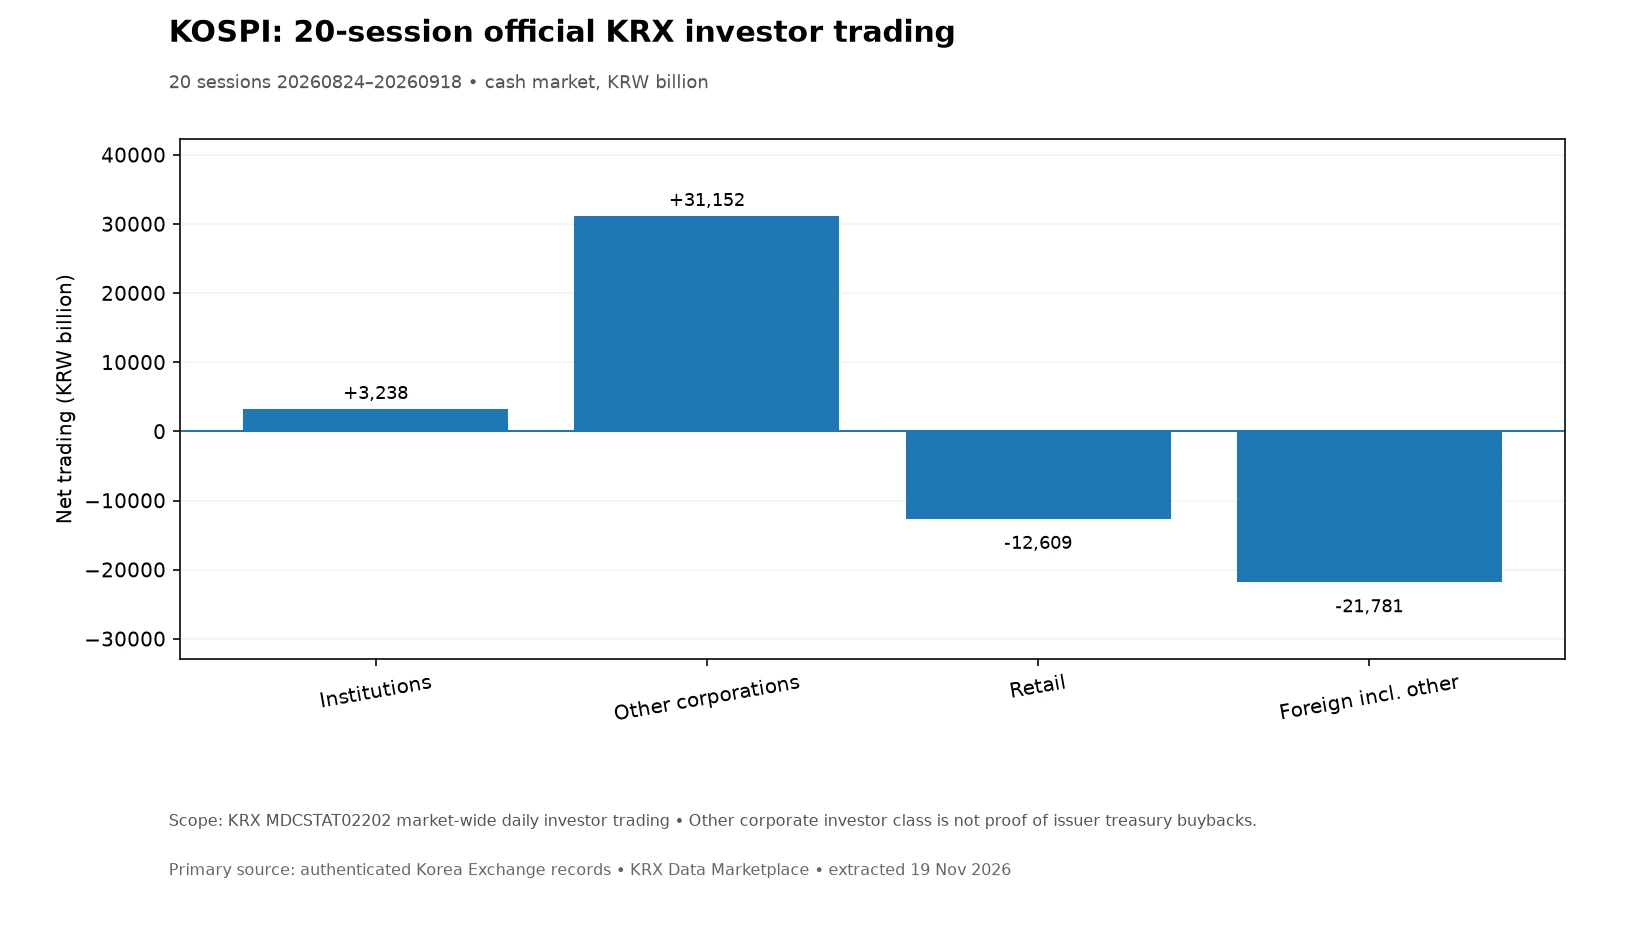 KOSPI: 20-session official KRX investor trading
20 sessions 20260824–20260918 • cash market, KRW billion
Net trading (KRW billion)
40000
30000
20000
10000
0
−10000
−20000
−30000
+3,238
+31,152
-12,609
-21,781
Institutions
Other corporations
Retail
Foreign incl. other
Scope: KRX MDCSTAT02202 market-wide daily investor trading • Other corporate investor class is not proof of issuer treasury buybacks.
Primary source: authenticated Korea Exchange records • KRX Data Marketplace • extracted 19 Nov 2026